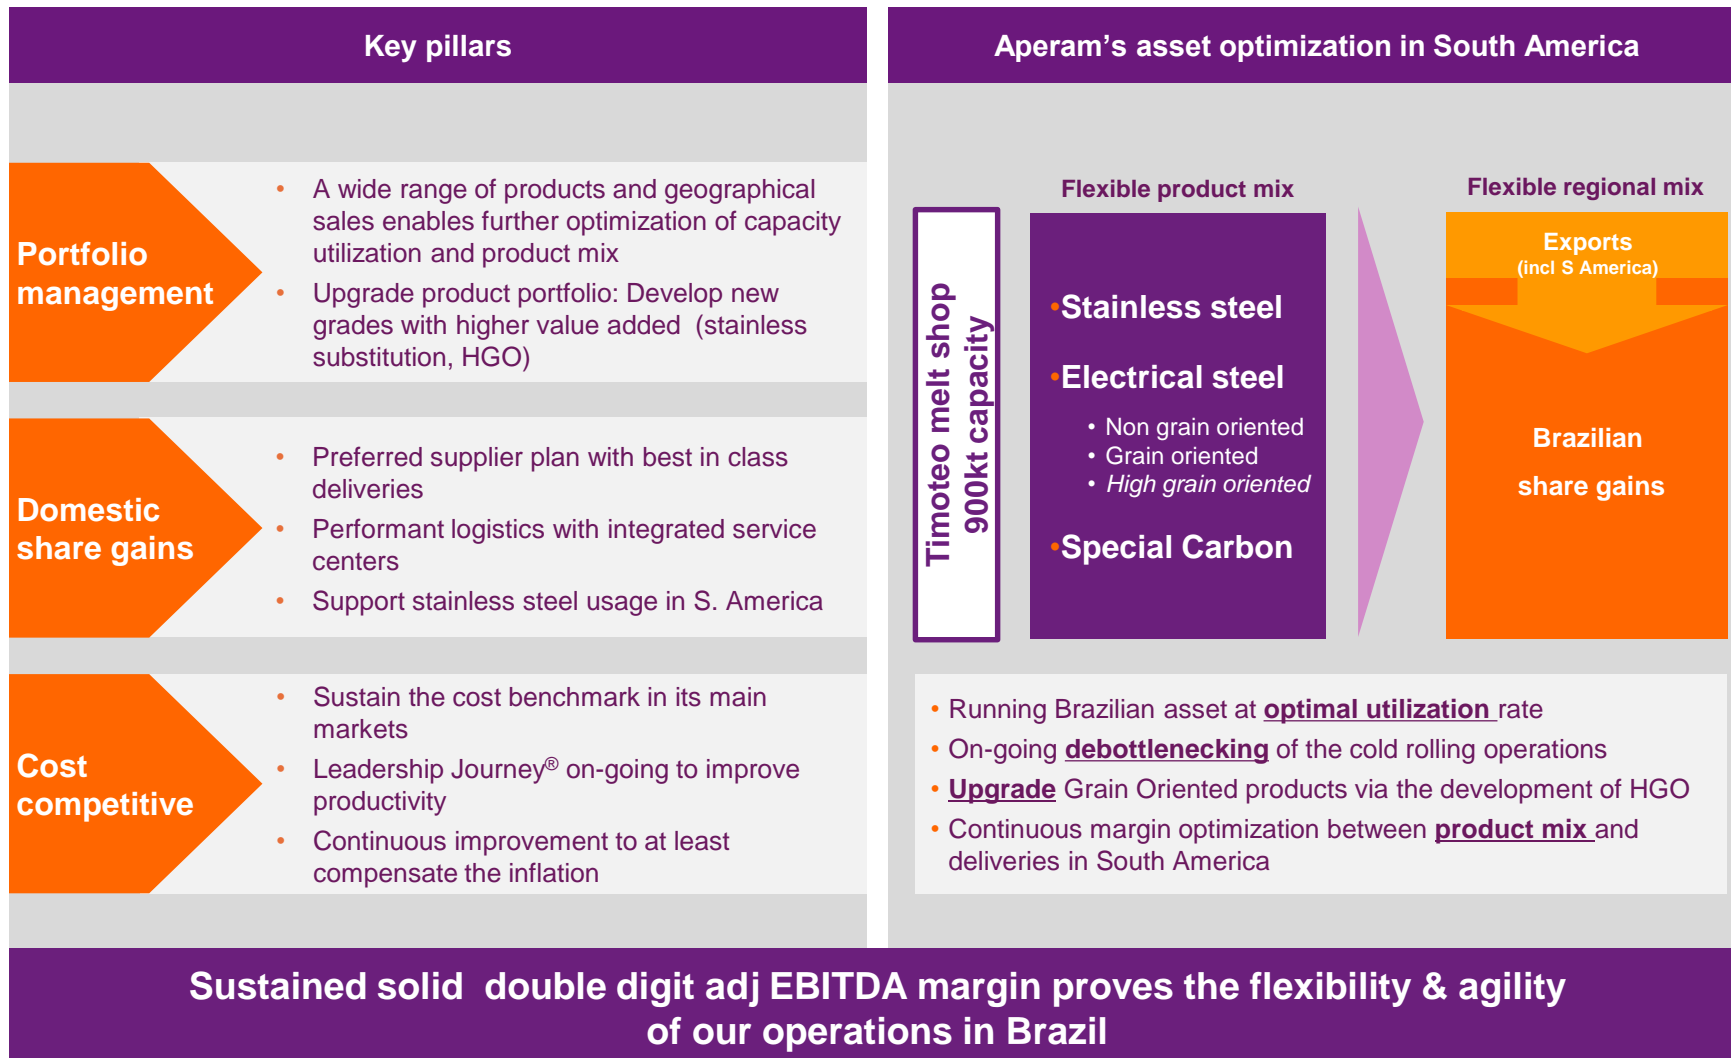 Key pillars
Portfolio
management
• A wide range of products and geographical
sales enables further optimization of capacity
utilization and product mix
• Upgrade product portfolio: Develop new
grades with higher value added (stainless
substitution, HGO)
Domestic
share gains
• Preferred supplier plan with best in class
deliveries
• Performant logistics with integrated service
centers
• Support stainless steel usage in S. America
Cost
competitive
• Sustain the cost benchmark in its main
markets
• Leadership Journey® on-going to improve
productivity
• Continuous improvement to at least
compensate the inflation
Aperam’s asset optimization in South America
Timoteo melt shop
900kt capacity
Flexible product mix
•Stainless steel
•Electrical steel
• Non grain oriented
• Grain oriented
• High grain oriented
•Special Carbon
Flexible regional mix
Exports
(incl S America)
Brazilian
share gains
• Running Brazilian asset at optimal utilization rate
• On-going debottlenecking of the cold rolling operations
• Upgrade Grain Oriented products via the development of HGO
• Continuous margin optimization between product mix and
deliveries in South America
Sustained solid double digit adj EBITDA margin proves the flexibility & agility
of our operations in Brazil